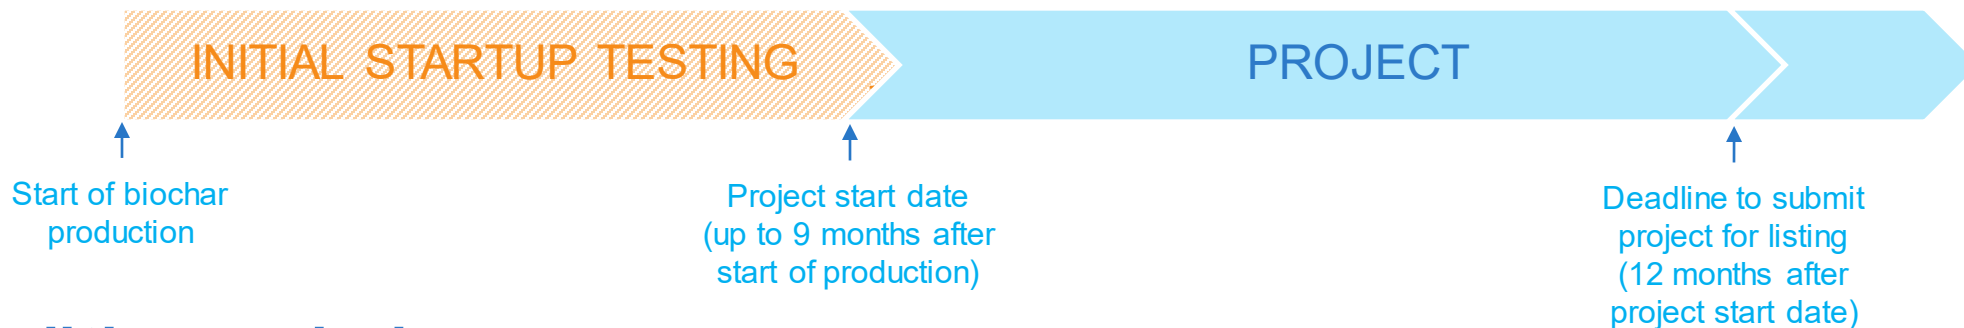 INITIAL STARTUP TESTING
PROJECT
Start of biochar
production
Project start date
(up to 9 months after
start of production)
Deadline to submit
project for listing
(12 months after
project start date)